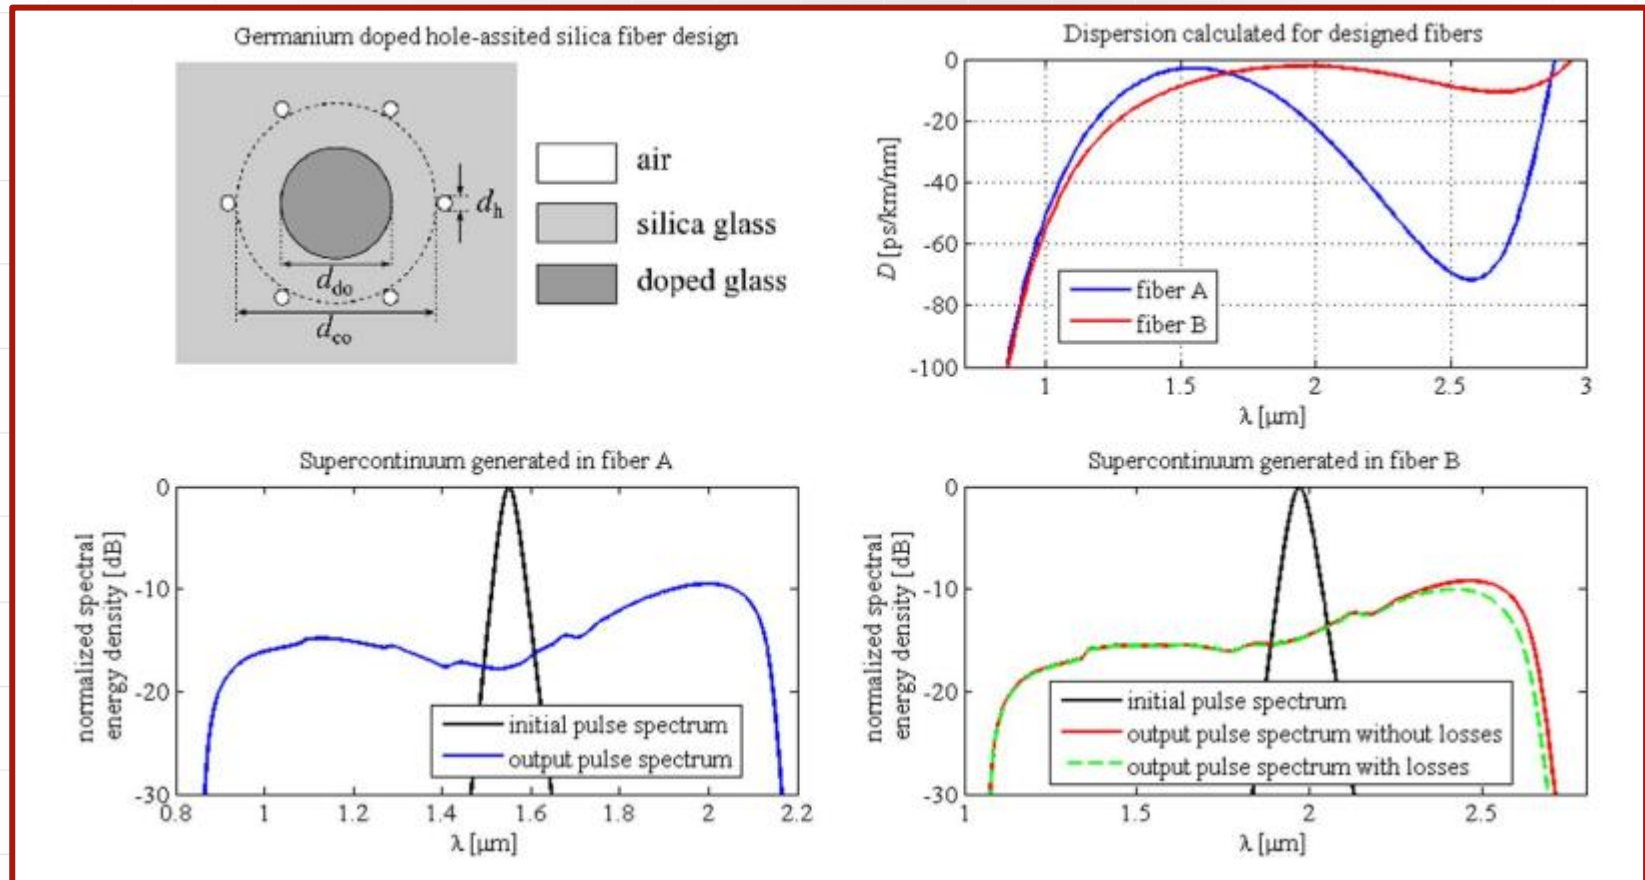 Germanium doped hole-assited silica fiber design
air
silica glass
doped glass
dh
ddo
dco
Dispersion calculated for designed fibers
D [ps/km/nm]
0
-20
-40
-60
-80
-100
fiber A
fiber B
1
1.5
2
2.5
3
λ [µm]
Supercontinuum generated in fiber A
normalized spectral
energy density [dB]
0
-10
-20
-30
initial pulse spectrum
output pulse spectrum
0.8
1
1.2
1.4
1.6
1.8
2
2.2
λ [µm]
Supercontinuum generated in fiber B
normalized spectral
energy density [dB]
0
-10
-20
-30
initial pulse spectrum
output pulse spectrum without losses
output pulse spectrum with losses
1
1.5
2
2.5
λ [µm]